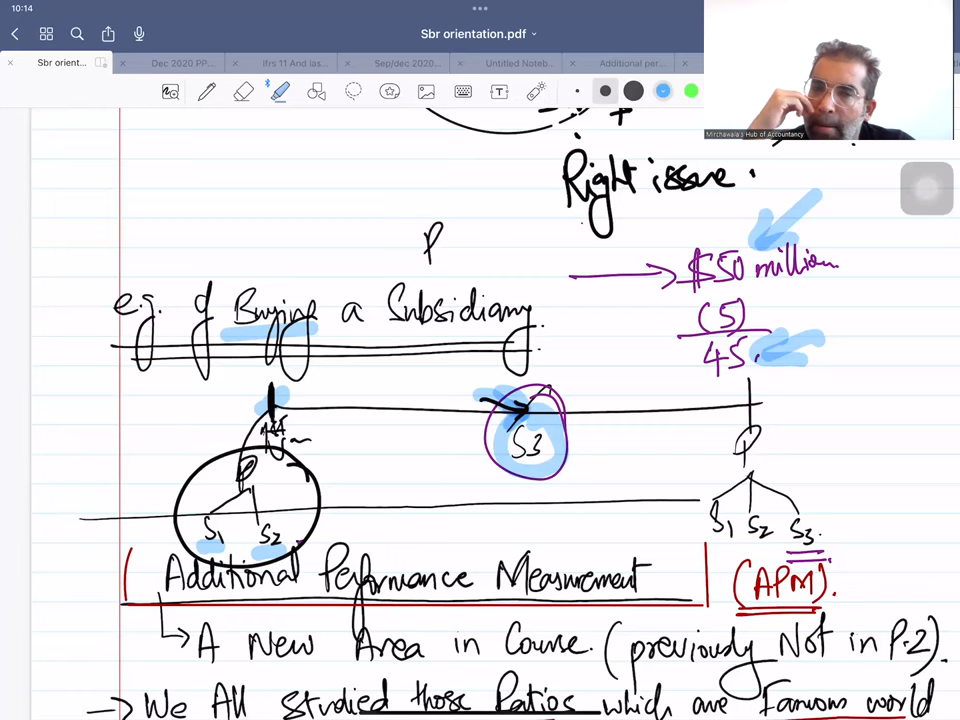 10:14
Sbr orientation.pdf
Sbr orient...
Dec 2020 PP...
Ifrs 11 And Ias...
Sep/dec 2020...
Untitled Noteb...
Additional per...
Mirchawala's Hub of Accountancy
Right issue.
P
$50 million
e.g. of Buying a Subsidiary.
(5)
45.
S3
P
P
S1 S2
S1 S2 S3.
Additional Performance Measurement (APM).
A New Area in Course. (previously Not in P.2).
We All studied those Ratios which are Famous world